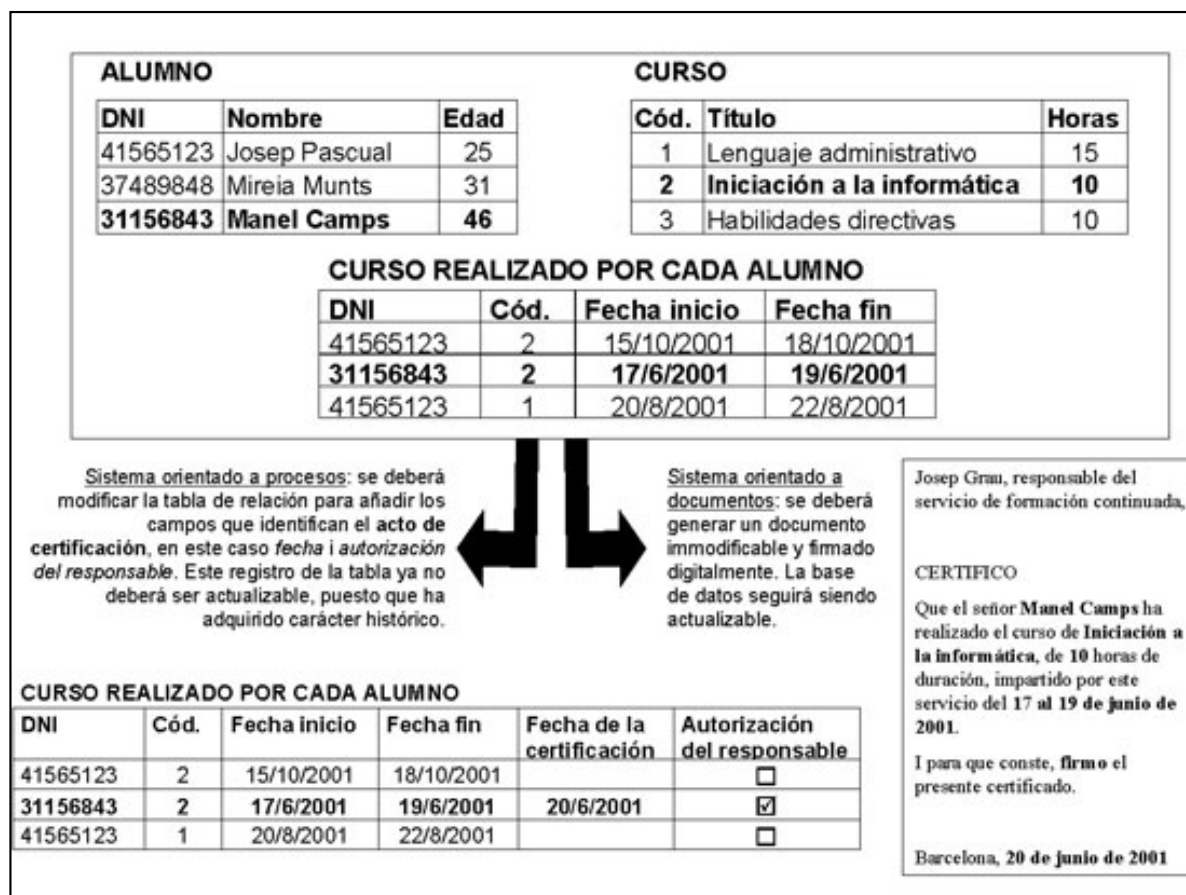 ALUMNO
DNI Nombre Edad
41565123 Josep Pascual 25
37489848 Mireia Munts 31
31156843 Manel Camps 46
CURSO
Cód. Título Horas
1 Lenguaje administrativo 15
2 Iniciación a la informática 10
3 Habilidades directivas 10
CURSO REALIZADO POR CADA ALUMNO
DNI Cód. Fecha inicio Fecha fin
41565123 2 15/10/2001 18/10/2001
31156843 2 17/6/2001 19/6/2001
41565123 1 20/8/2001 22/8/2001
Sistema orientado a procesos: se deberá
modificar la tabla de relación para añadir los
campos que identifican el acto de
certificación, en este caso fecha i autorización
del responsable. Este registro de la tabla ya no
deberá ser actualizable, puesto que ha
adquirido carácter histórico.
Sistema orientado a
documentos: se deberá
generar un documento
immodificable y firmado
digitalmente. La base
de datos seguirá siendo
actualizable.
Josep Grau, responsable del
servicio de formación continuada,
CERTIFICO
Que el señor Manel Camps ha
realizado el curso de Iniciación a
la informática, de 10 horas de
duración, impartido por este
servicio del 17 al 19 de junio de
2001.
I para que conste, firmo el
presente certificado.
Barcelona, 20 de junio de 2001
CURSO REALIZADO POR CADA ALUMNO
DNI Cód. Fecha inicio Fecha fin Fecha de la Autorización
certificación del responsable
41565123 2 15/10/2001 18/10/2001 ☐
31156843 2 17/6/2001 19/6/2001 20/6/2001 ☑
41565123 1 20/8/2001 22/8/2001 ☐